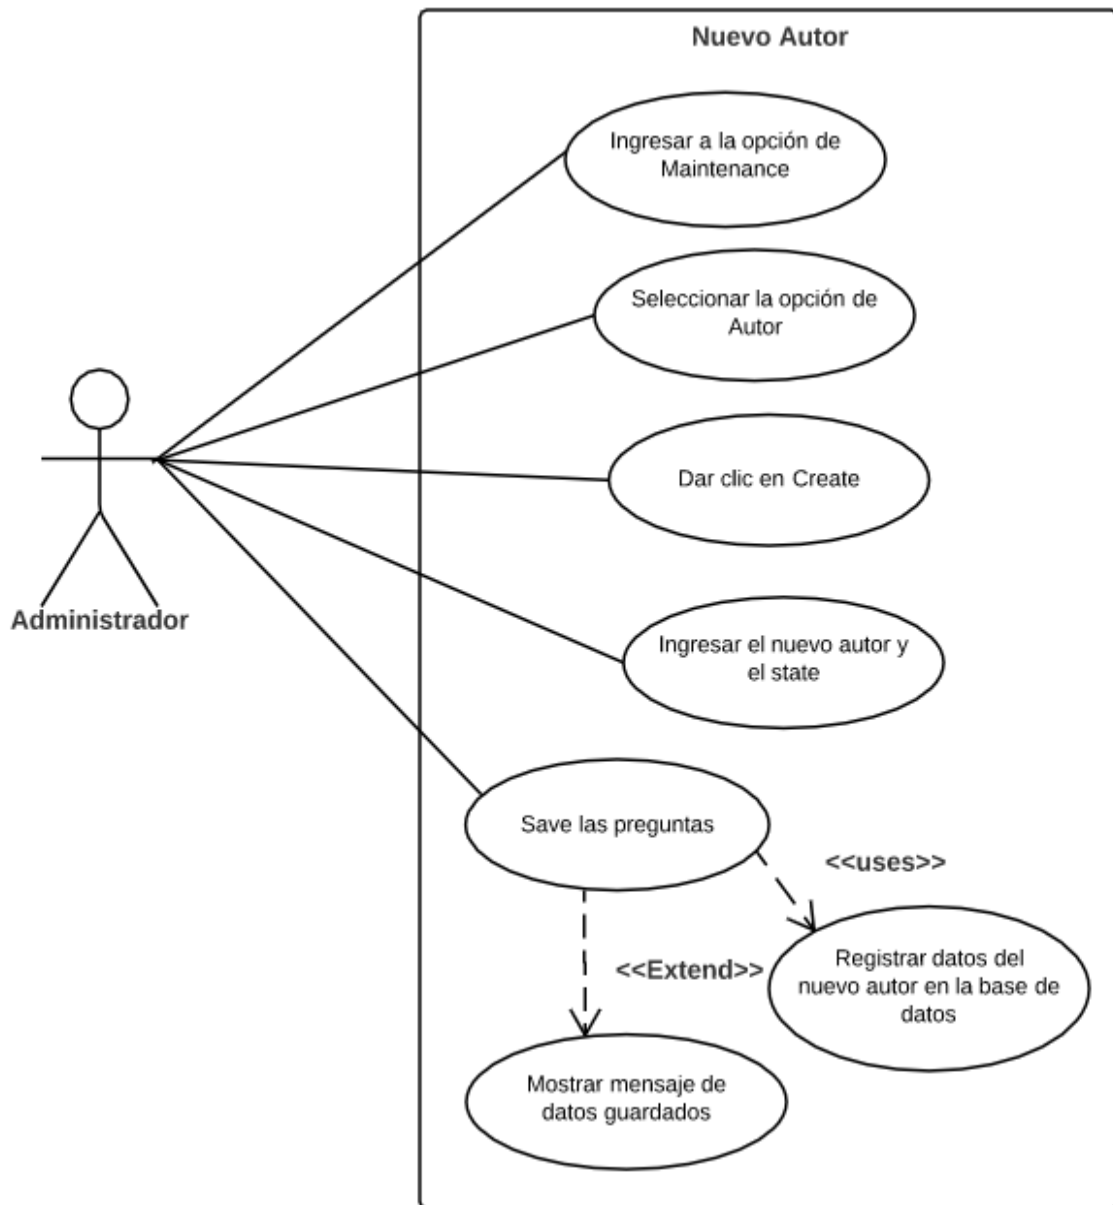 Nuevo Autor
Ingresar a la opción de
Maintenance
Seleccionar la opción de
Autor
Dar clic en Create
Administrador
Ingresar el nuevo autor y
el state
Save las preguntas
<<uses>>
<<Extend>>
Registrar datos del
nuevo autor en la base de
datos
Mostrar mensaje de
datos guardados